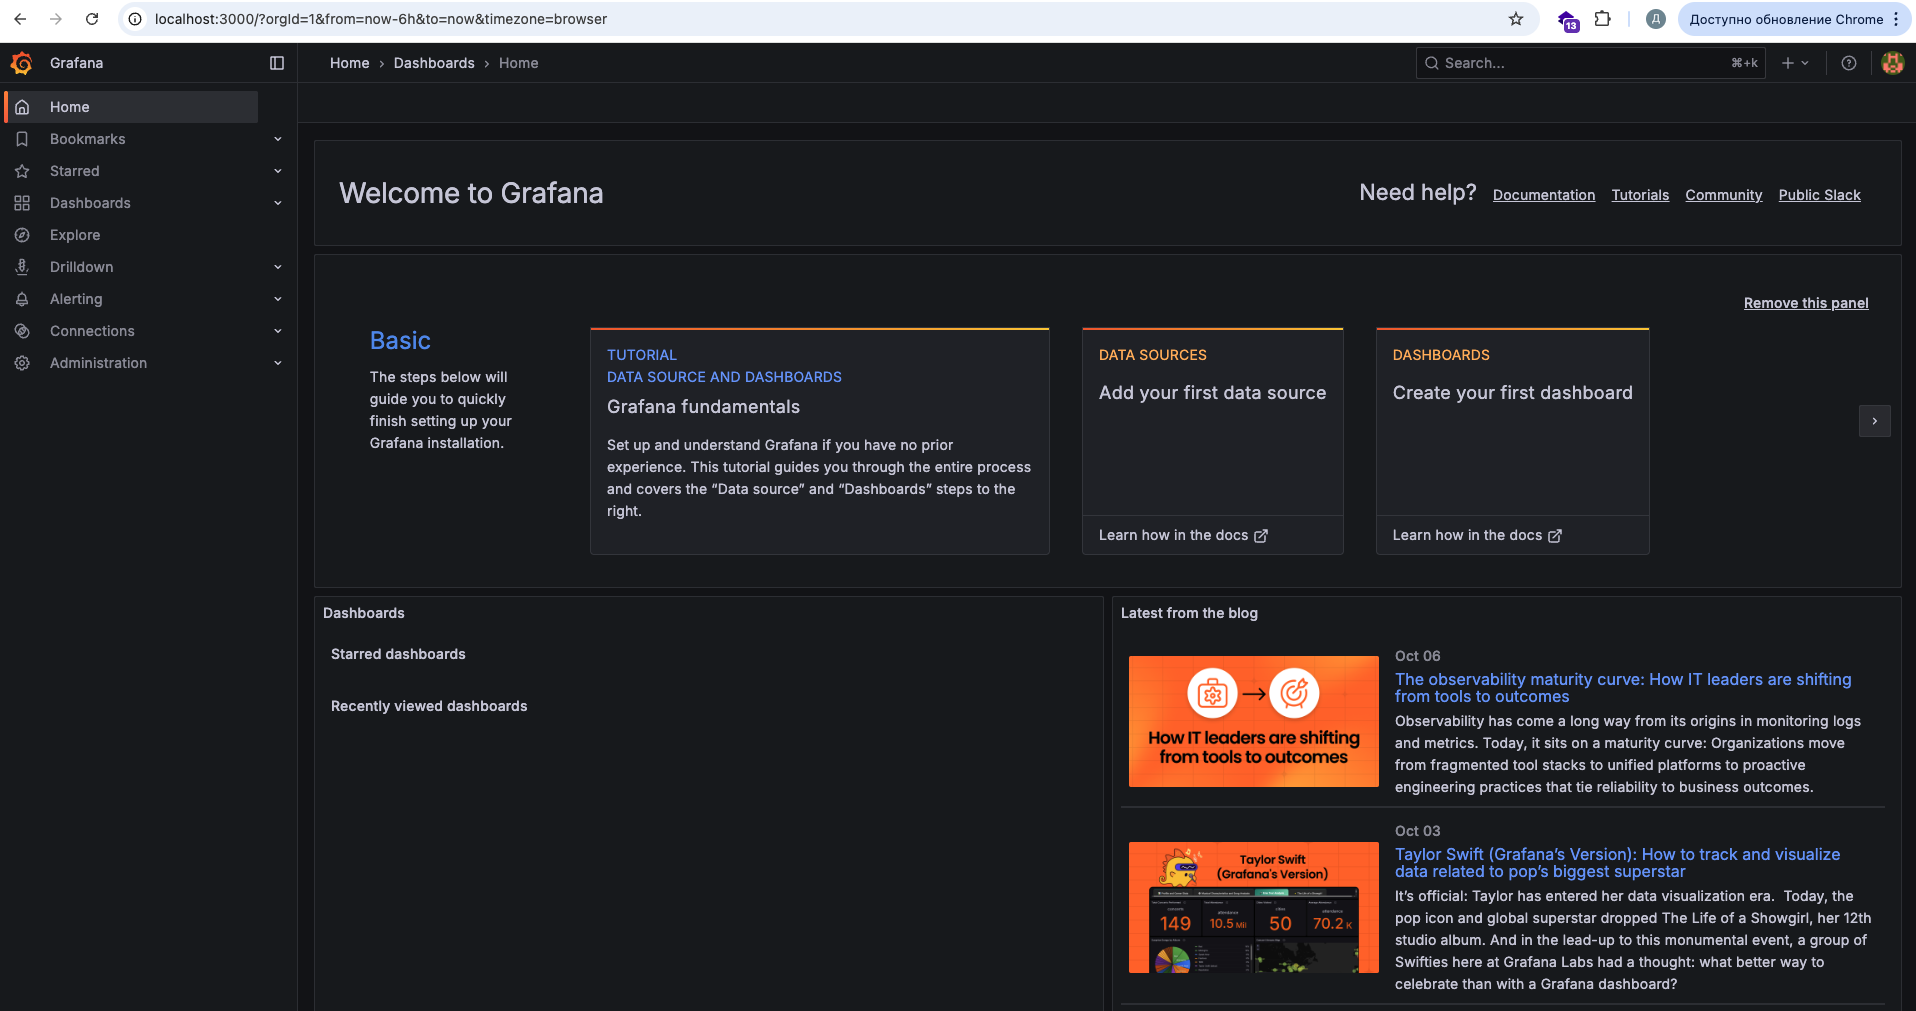 localhost:3000/?orgId=1&from=now-6h&to=now&timezone=browser
13
Д
Доступно обновление Chrome
Grafana
Home › Dashboards › Home
Search...
⌘+k
Home
Bookmarks
Starred
Dashboards
Explore
Drilldown
Alerting
Connections
Administration
Welcome to Grafana
Need help? Documentation Tutorials Community Public Slack
Remove this panel
Basic
The steps below will
guide you to quickly
finish setting up your
Grafana installation.
TUTORIAL
DATA SOURCE AND DASHBOARDS
Grafana fundamentals
Set up and understand Grafana if you have no prior
experience. This tutorial guides you through the entire process
and covers the “Data source” and “Dashboards” steps to the
right.
DATA SOURCES
Add your first data source
Learn how in the docs
DASHBOARDS
Create your first dashboard
Learn how in the docs
Dashboards
Starred dashboards
Recently viewed dashboards
Latest from the blog
How IT leaders are shifting
from tools to outcomes
Oct 06
The observability maturity curve: How IT leaders are shifting
from tools to outcomes
Observability has come a long way from its origins in monitoring logs
and metrics. Today, it sits on a maturity curve: Organizations move
from fragmented tool stacks to unified platforms to proactive
engineering practices that tie reliability to business outcomes.
Taylor Swift
(Grafana's Version)
149 10.5 Mil 50 70.2 K
Oct 03
Taylor Swift (Grafana’s Version): How to track and visualize
data related to pop’s biggest superstar
It’s official: Taylor has entered her data visualization era. Today, the
pop icon and global superstar dropped The Life of a Showgirl, her 12th
studio album. And in the lead-up to this monumental event, a group of
Swifties here at Grafana Labs had a thought: what better way to
celebrate than with a Grafana dashboard?